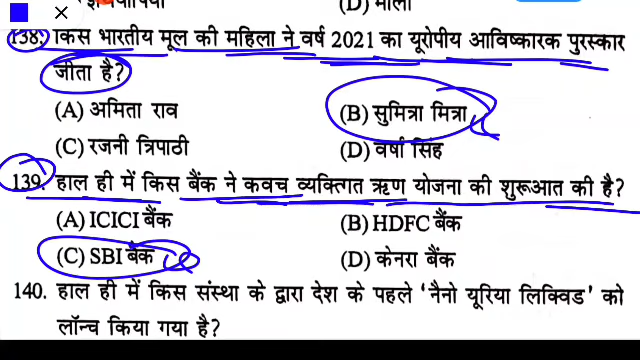 (D) माली
138. किस भारतीय मूल की महिला ने वर्ष 2021 का यूरोपीय आविष्कारक पुरस्कार
जीता है?
(A) अमिता राव (B) सुमित्रा मित्रा
(C) रजनी त्रिपाठी (D) वर्षा सिंह
139. हाल ही में किस बैंक ने कवच व्यक्तिगत ऋण योजना की शुरूआत की है?
(A) ICICI बैंक (B) HDFC बैंक
(C) SBI बैंक (D) केनरा बैंक
140. हाल ही में किस संस्था के द्वारा देश के पहले ‘नैनो यूरिया लिक्विड’ को
लॉन्च किया गया है?